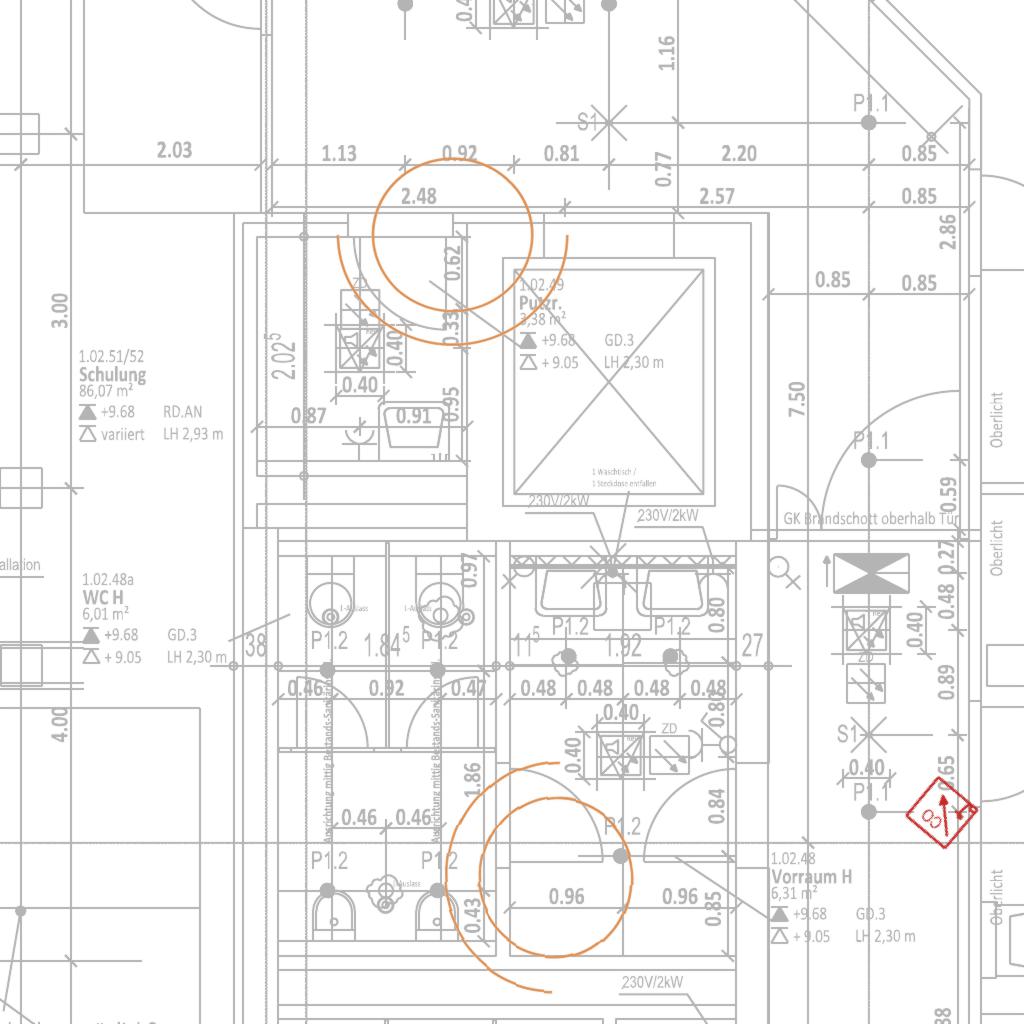 1.16
S1
P1.1
2.03
1.13
0.92
0.81
0.77
2.20
0.85
2.48
2.57
0.85
2.86
0.62
ZD
1.02.49
Putzr.
3,38 m²
+9.68 GD.3
+ 9.05 LH 2,30 m
0.85
0.85
3.00
2.02⁵
0.33
0.40
0.40
1.02.51/52
Schulung
86,07 m²
+9.68 RD.AN
variiert LH 2,93 m
0.87
0.91
0.95
7.50
Oberlicht
P1.1
1 Waschtisch /
1 Steckdose entfallen
230V/2kW
230V/2kW
0.59
GK Brandschott oberhalb Tür
Oberlicht
0.27
allation
1.02.48a
WC H
6,01 m²
+9.68 GD.3
+ 9.05 LH 2,30 m
0.97
0.80
0.48
0.40
I-Auslass
I-Auslass
P1.2
P1.2
P1.2
P1.2
38
1.84⁵
11⁵
1.92
27
ZD
0.89
0.46
0.92
0.47
0.48
0.48
0.48
0.48
Ausrichtung mittig Bestands-Sanitär
Ausrichtung mittig Bestands-Sanitär
4.00
0.40
0.40
ZD
S1
0.40
0.65
P1.1
CO
1.86
0.84
0.46
0.46
P1.2
P1.2
P1.2
I-Auslass
0.43
0.96
0.96
0.85
1.02.48
Vorraum H
6,31 m²
+9.68 GD.3
+ 9.05 LH 2,30 m
Oberlicht
230V/2kW